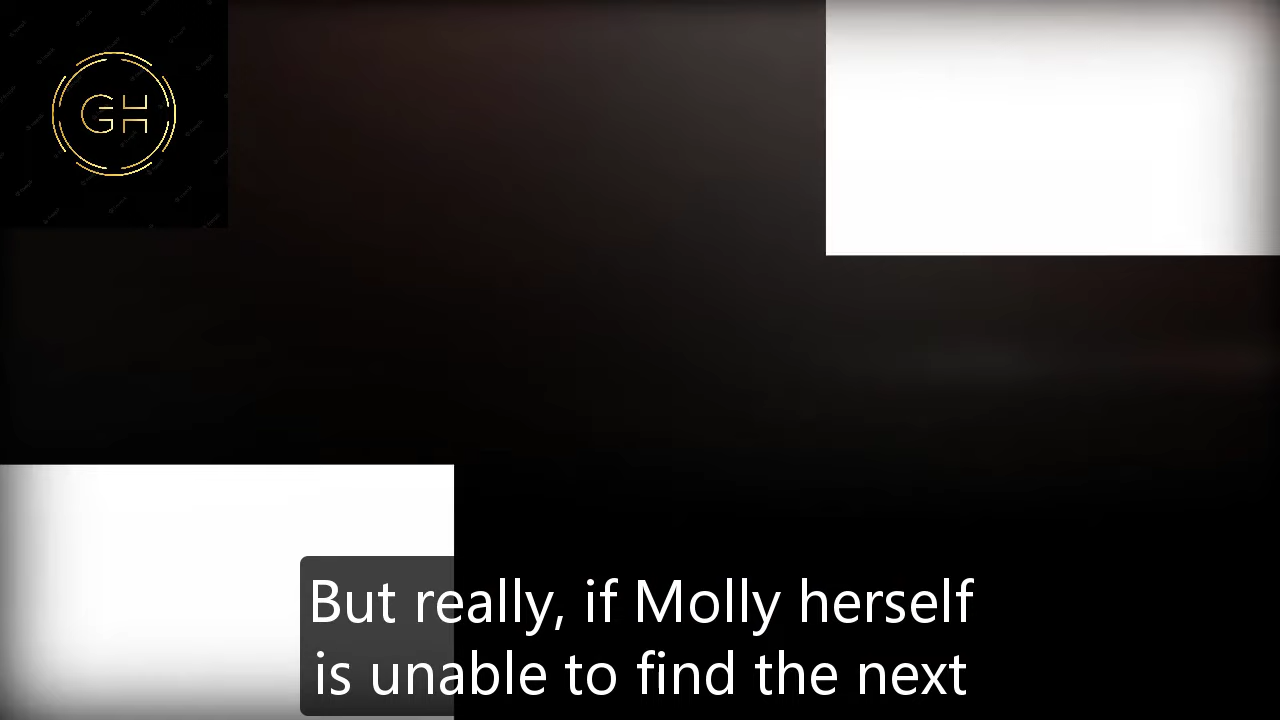 GH
But really, if Molly herself
is unable to find the next